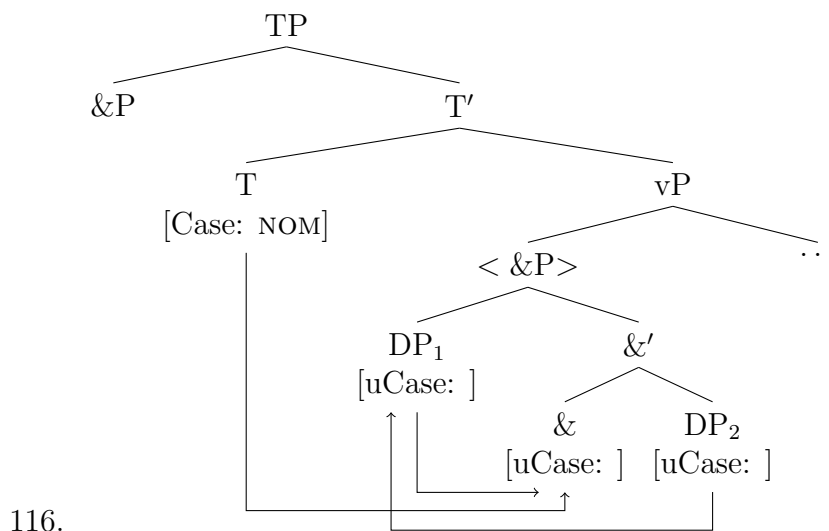 TP
&P T′
T vP
[Case: NOM]
< &P> ..
DP₁ &′
[uCase: ]
& DP₂
[uCase: ] [uCase: ]
116.